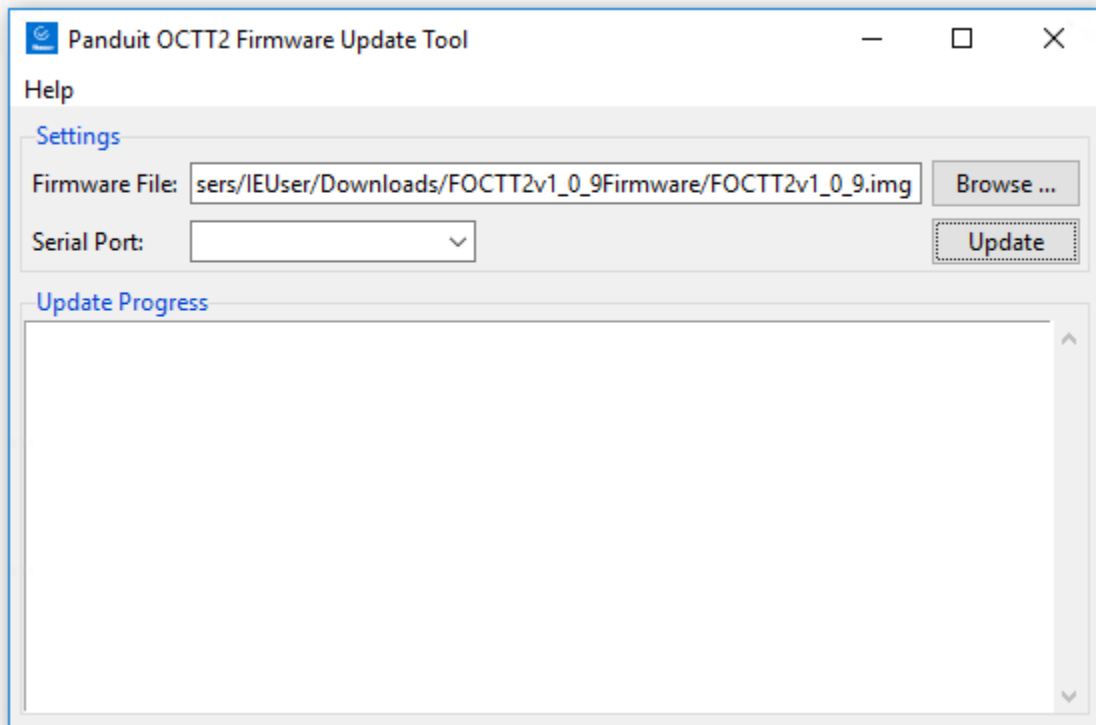 Panduit OCTT2 Firmware Update Tool
Help
Settings
Firmware File: sers/IEUser/Downloads/FOCTT2v1_0_9Firmware/FOCTT2v1_0_9.img Browse ...
Serial Port: Update
Update Progress